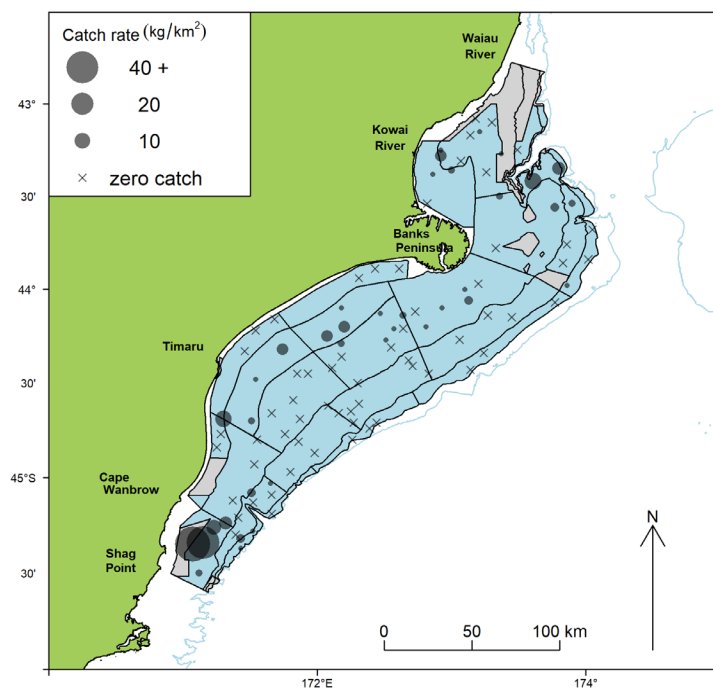 Catch rate (kg/km²)
40 +
20
10
× zero catch
Waiau
River
43°
Kowai
River
30'
Banks
Peninsula
44°
Timaru
30'
45°S
Cape
Wanbrow
N
Shag
Point
30'
0 50 100 km
172°E 174°